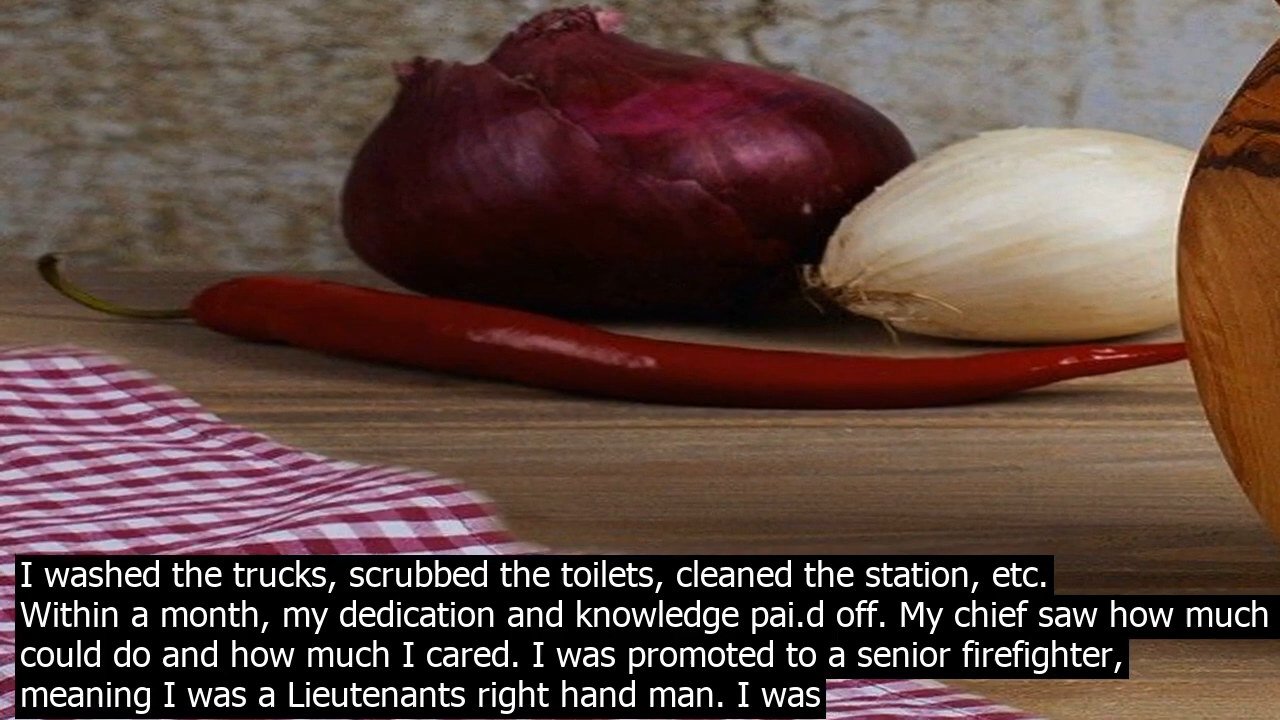 I washed the trucks, scrubbed the toilets, cleaned the station, etc.
Within a month, my dedication and knowledge pai.d off. My chief saw how much
could do and how much I cared. I was promoted to a senior firefighter,
meaning I was a Lieutenants right hand man. I was